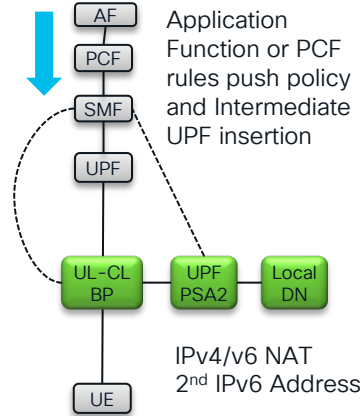 AF
PCF
SMF
UPF
Application
Function or PCF
rules push policy
and Intermediate
UPF insertion
UL-CL
BP
UPF
PSA2
Local
DN
UE
IPv4/v6 NAT
2nd IPv6 Address